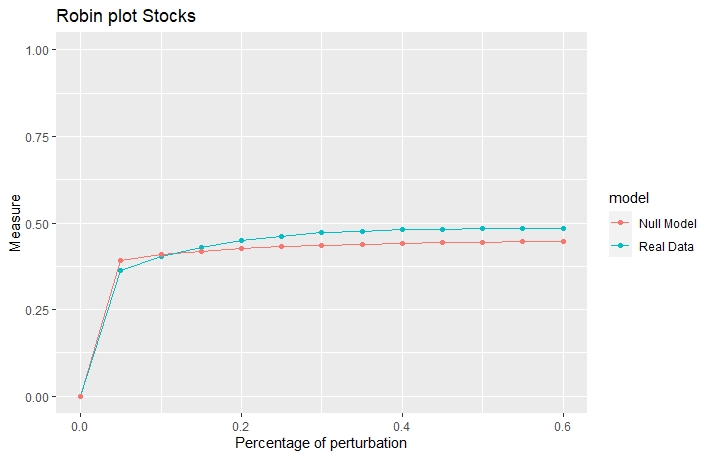 Robin plot Stocks
1.00
0.75
0.50
0.25
0.00
Measure
0.0
0.2
0.4
0.6
Percentage of perturbation
model
Null Model
Real Data